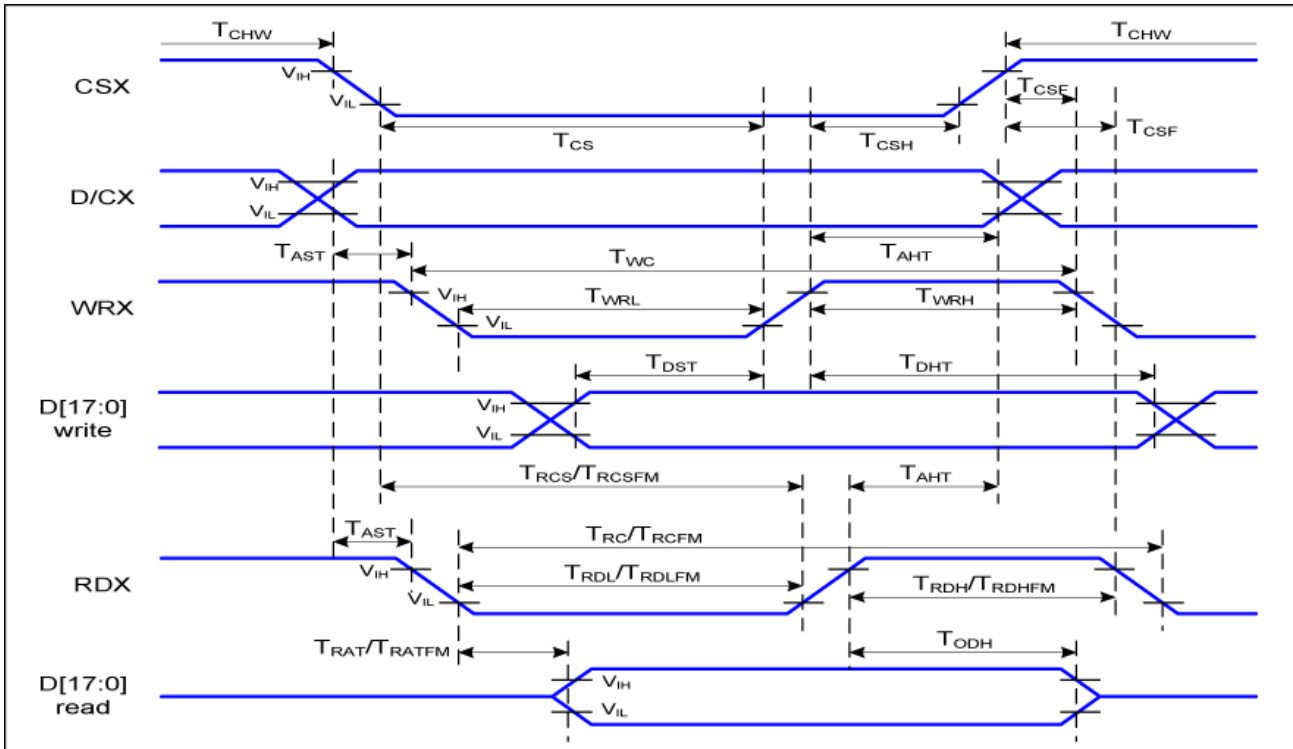 TCHW
TCHW
CSX
VIH
VIL
TCSF
TCS
TCSH
TCSF
D/CX
VIH
VIL
TAST
TWC
TAHT
WRX
VIH
TWRL
TWRH
VIL
TDST
TDHT
D[17:0]
write
VIH
VIL
TRCS/TRCSFM
TAHT
TAST
TRC/TRCFM
RDX
VIH
VIL
TRDL/TRDLFM
TRDH/TRDHFM
TRAT/TRATFM
TODH
D[17:0]
read
VIH
VIL